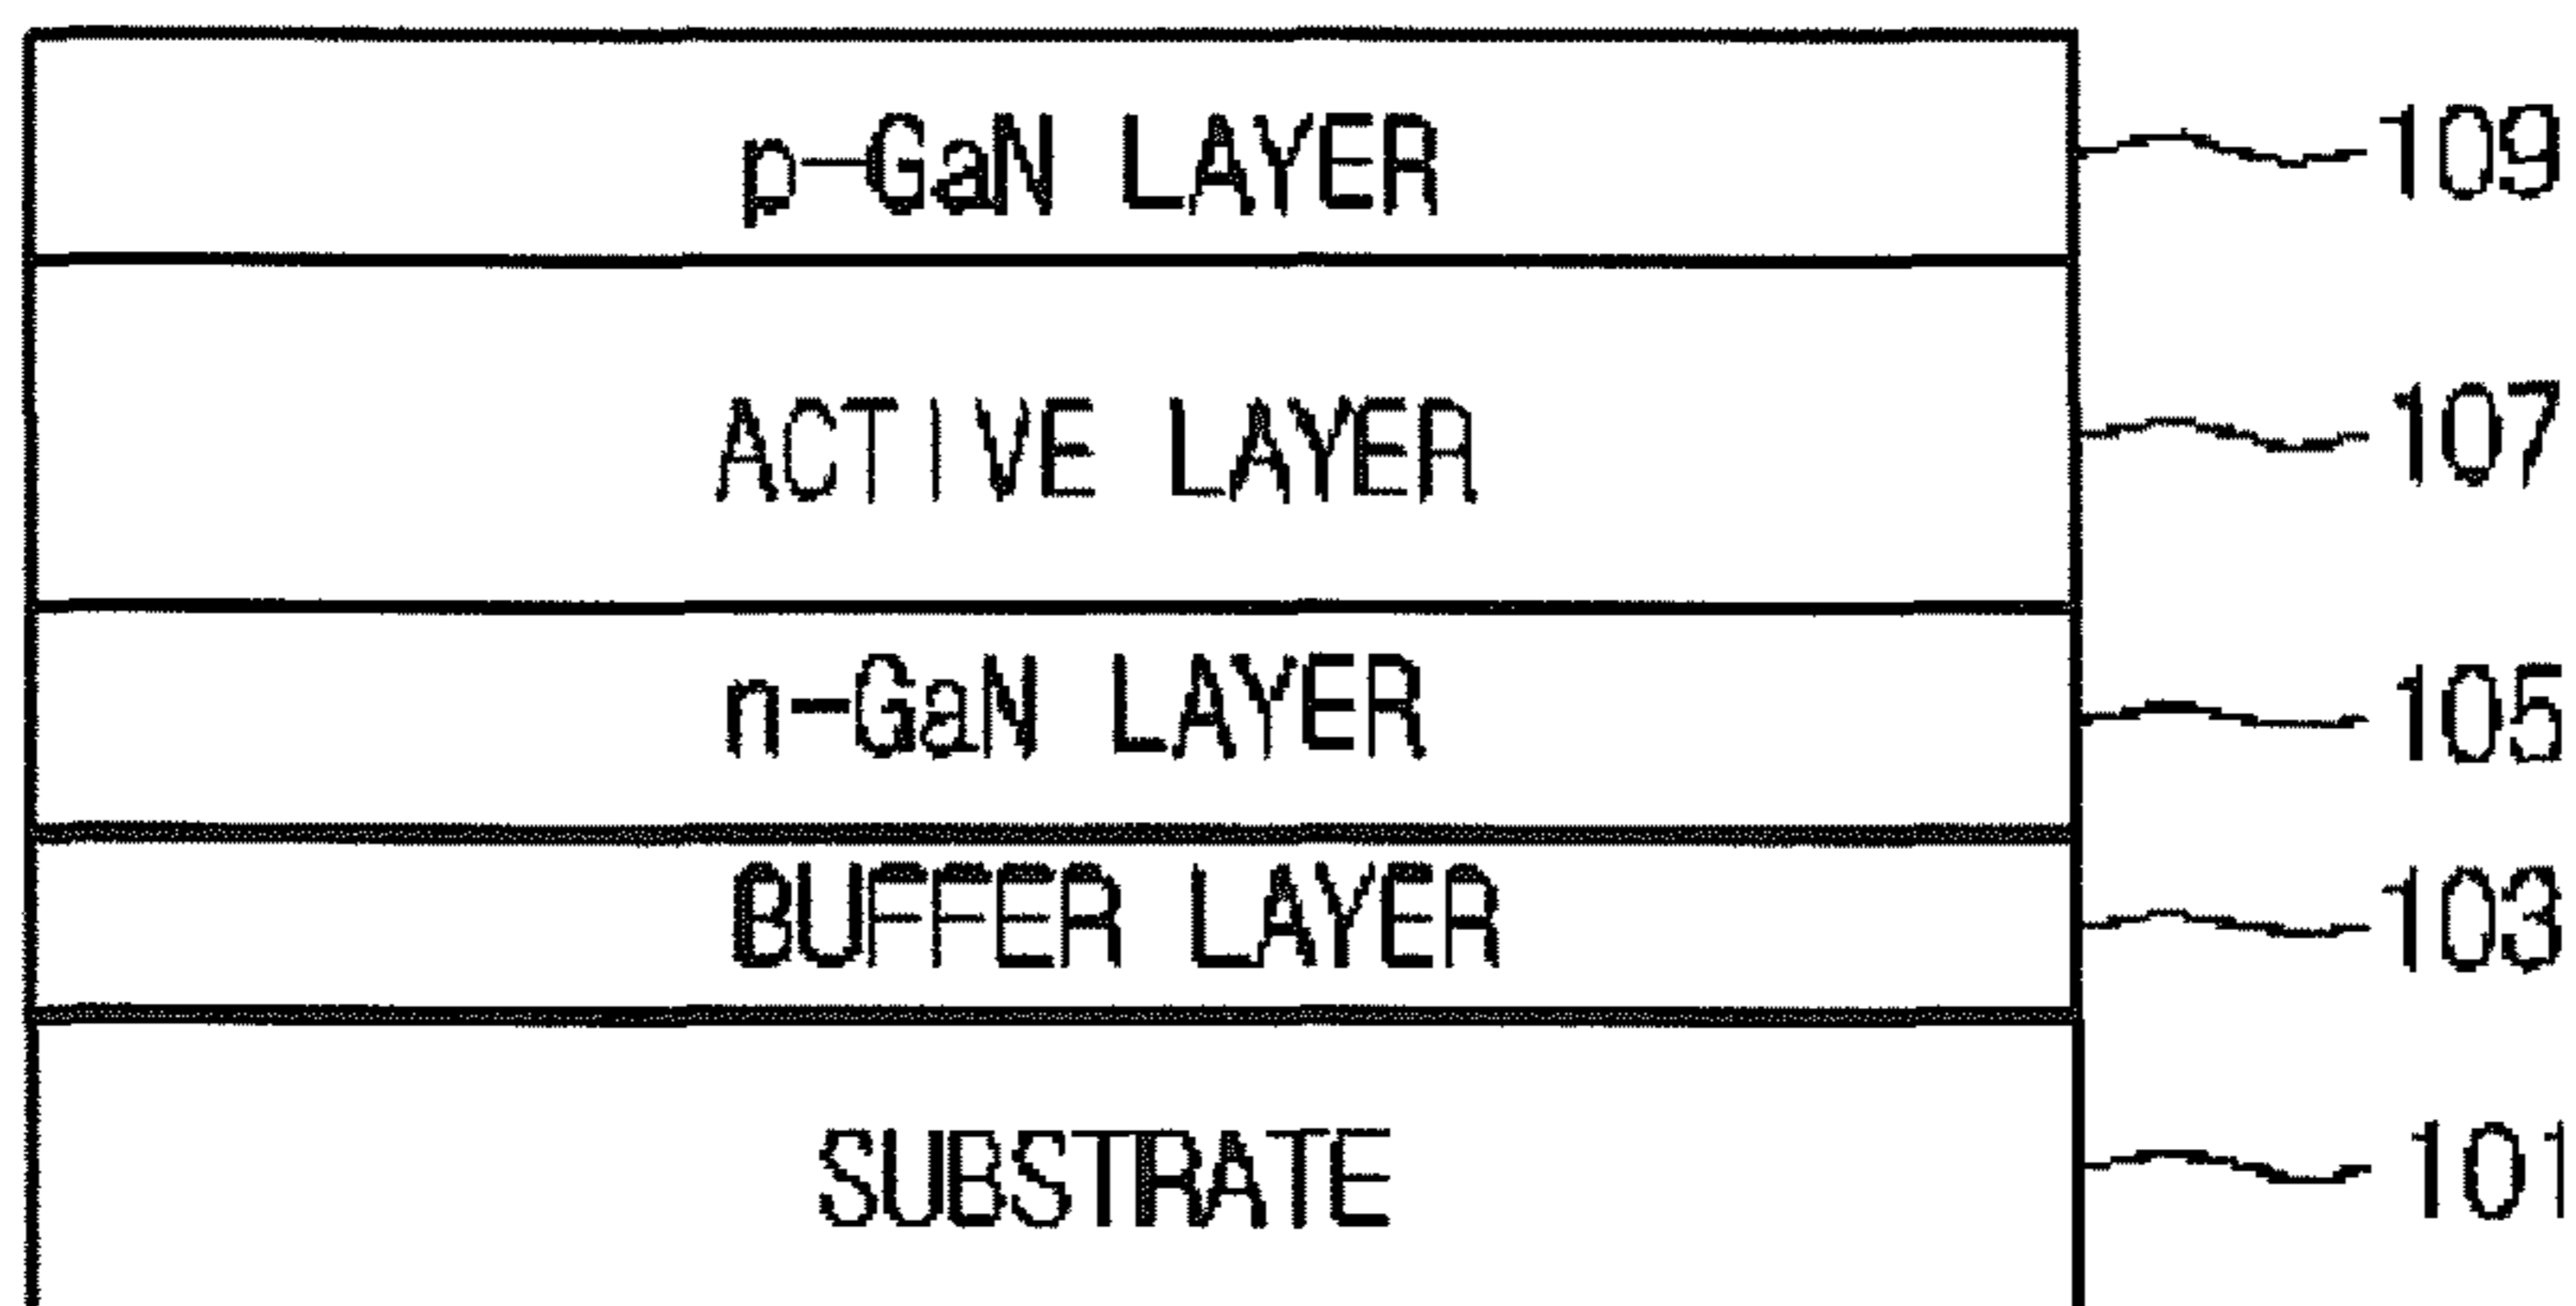 p-GaN LAYER 109
ACTIVE LAYER 107
n-GaN LAYER 105
BUFFER LAYER 103
SUBSTRATE 101